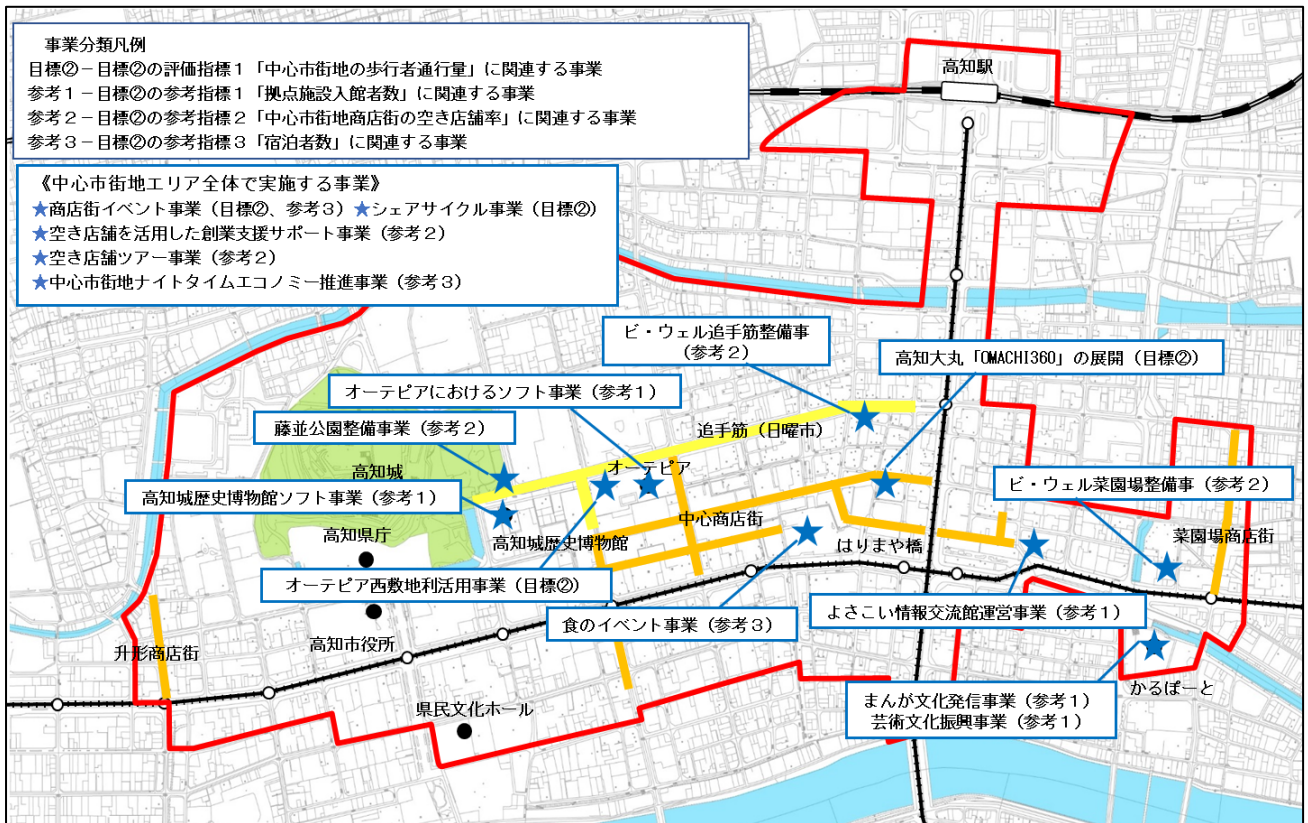 事業分類凡例
目標②－目標②の評価指標1「中心市街地の歩行者通行量」に関連する事業
参考1－目標②の参考指標1「拠点施設入館者数」に関連する事業
参考2－目標②の参考指標2「中心市街地商店街の空き店舗率」に関連する事業
参考3－目標②の参考指標3「宿泊者数」に関連する事業
《中心市街地エリア全体で実施する事業》
★商店街イベント事業（目標②、参考3）★シェアサイクル事業（目標②）
★空き店舗を活用した創業支援サポート事業（参考2）
★空き店舗ツアー事業（参考2）
★中心市街地ナイトタイムエコノミー推進事業（参考3）
高知駅
ビ・ウェル追手筋整備事
（参考2）
高知大丸「OMACHI360」の展開（目標②）
オーテピアにおけるソフト事業（参考1）
藤並公園整備事業（参考2）
追手筋（日曜市）
高知城
オーテピア
高知城歴史博物館ソフト事業（参考1）
ビ・ウェル菜園場整備事（参考2）
中心商店街
高知県庁
高知城歴史博物館
はりまや橋
菜園場商店街
オーテピア西敷地利活用事業（目標②）
食のイベント事業（参考3）
よさこい情報交流館運営事業（参考1）
高知市役所
升形商店街
かるぽーと
県民文化ホール
まんが文化発信事業（参考1）
芸術文化振興事業（参考1）